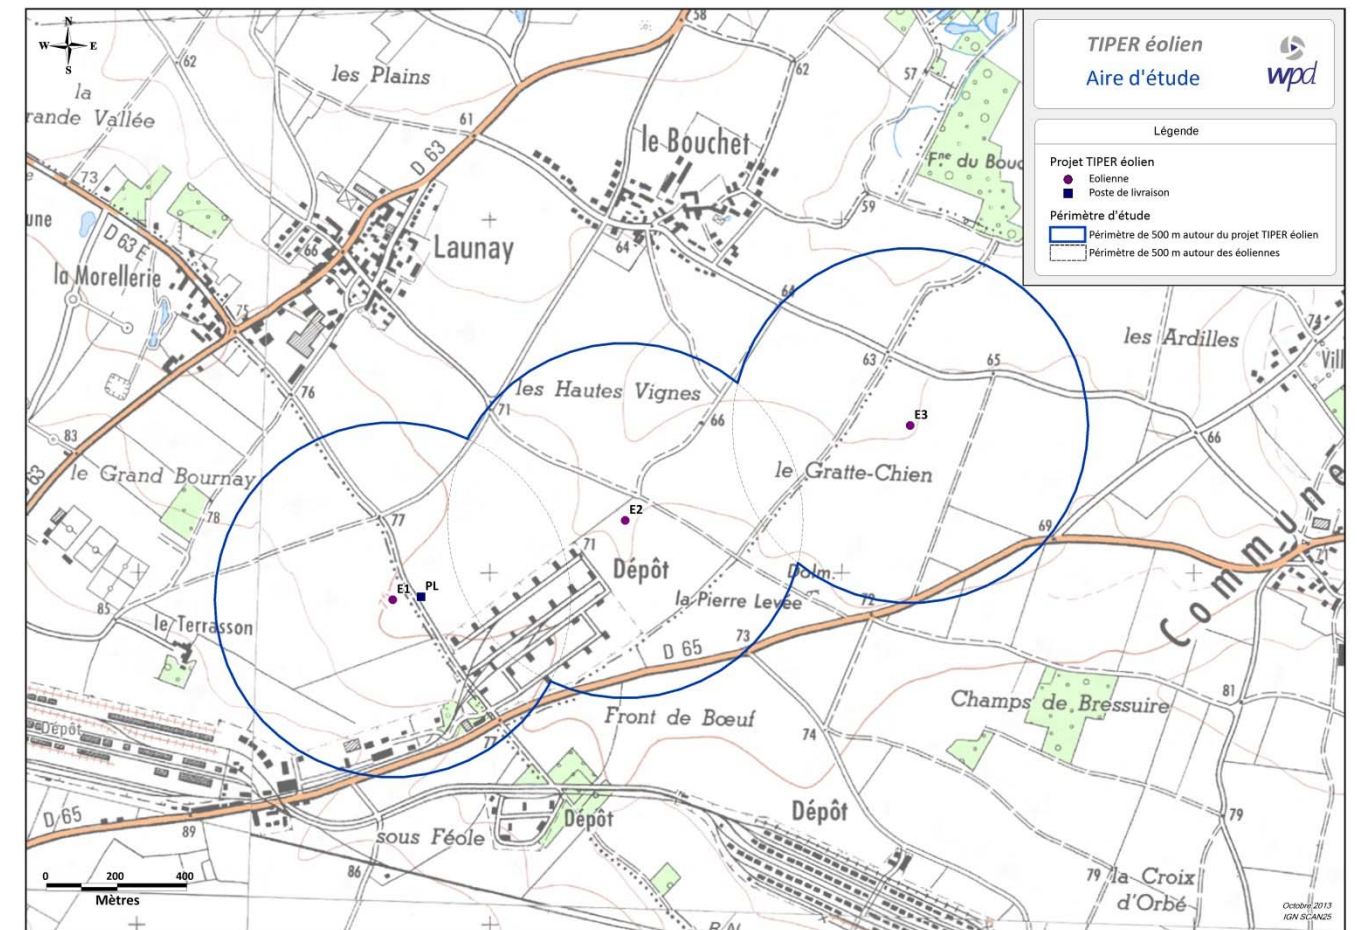 N
W
E
S
58
TIPER éolien
Aire d'étude
wpd
Légende
Projet TIPER éolien
Eolienne
Poste de livraison
Périmètre d'étude
Périmètre de 500 m autour du projet TIPER éolien
Périmètre de 500 m autour des éoliennes
62
les Plains
62
57
la
rande Vallée
61
D 63
le Bouchet
Fne du Bouc
73
59
une
D 63E
66
Launay
64
la Morellerie
75
64
74
les Ardilles
Vill
63
65
76
les Hautes Vignes
71
66
E3
83
66
63
le Grand Bournay
le Gratte-Chien
78
77
E2
69
71
Dépôt
Dolm.
71
Commune
E1
PL
la Pierre Levée
72
85
le Terrasson
73
D 65
81
Champs de Bressuire
Front de Bœuf
Dépôt
77
74
D 65
89
sous Féole
Dépôt
Dépôt
79
86
79
la Croix
d'Orbé
0
200
400
Mètres
Octobre 2013
IGN SCAN25